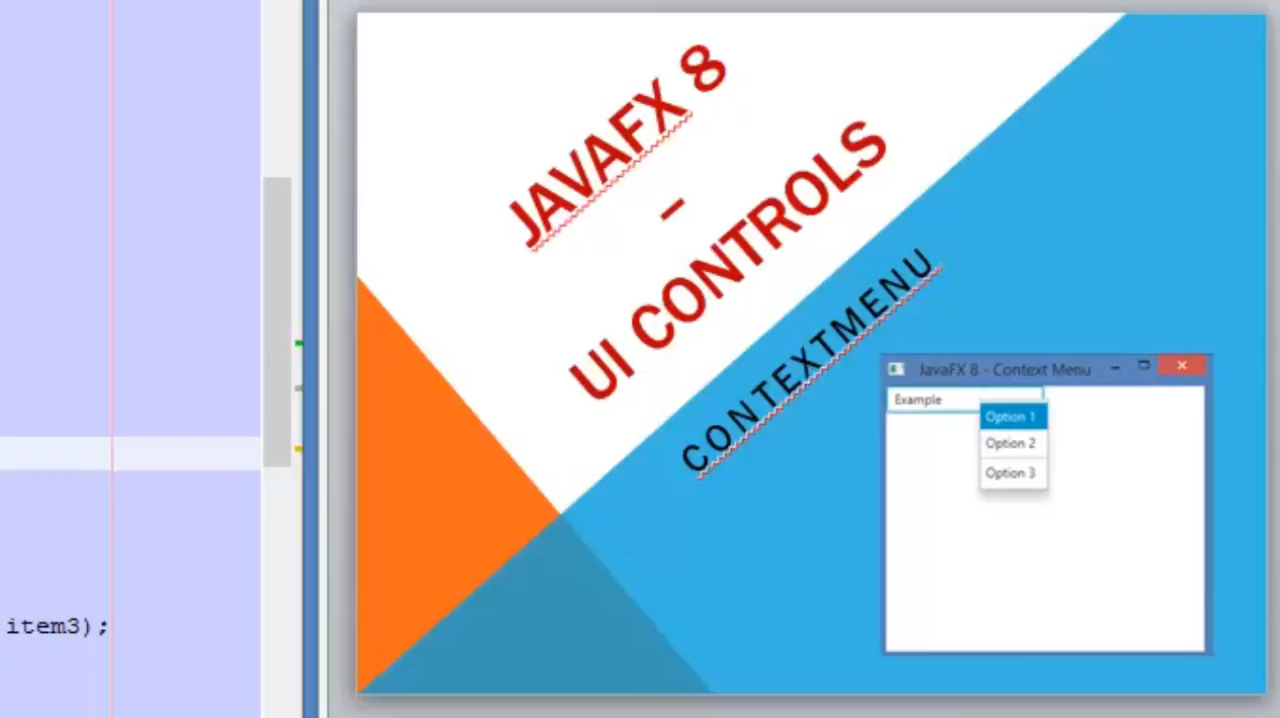 JAVAFX 8
–
UI CONTROLS
CONTEXTMENU
JavaFX 8 - Context Menu
Example
Option 1
Option 2
Option 3
item3);